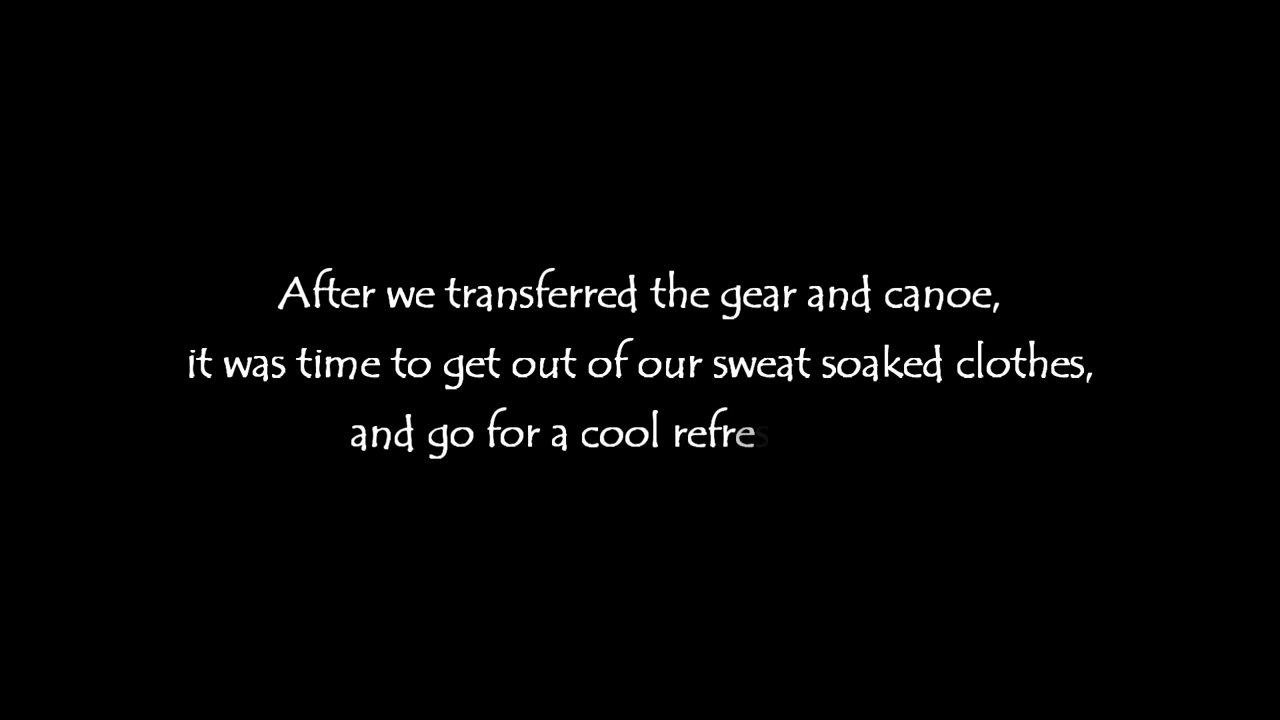 After we transferred the gear and canoe,
it was time to get out of our sweat soaked clothes,
and go for a cool refres